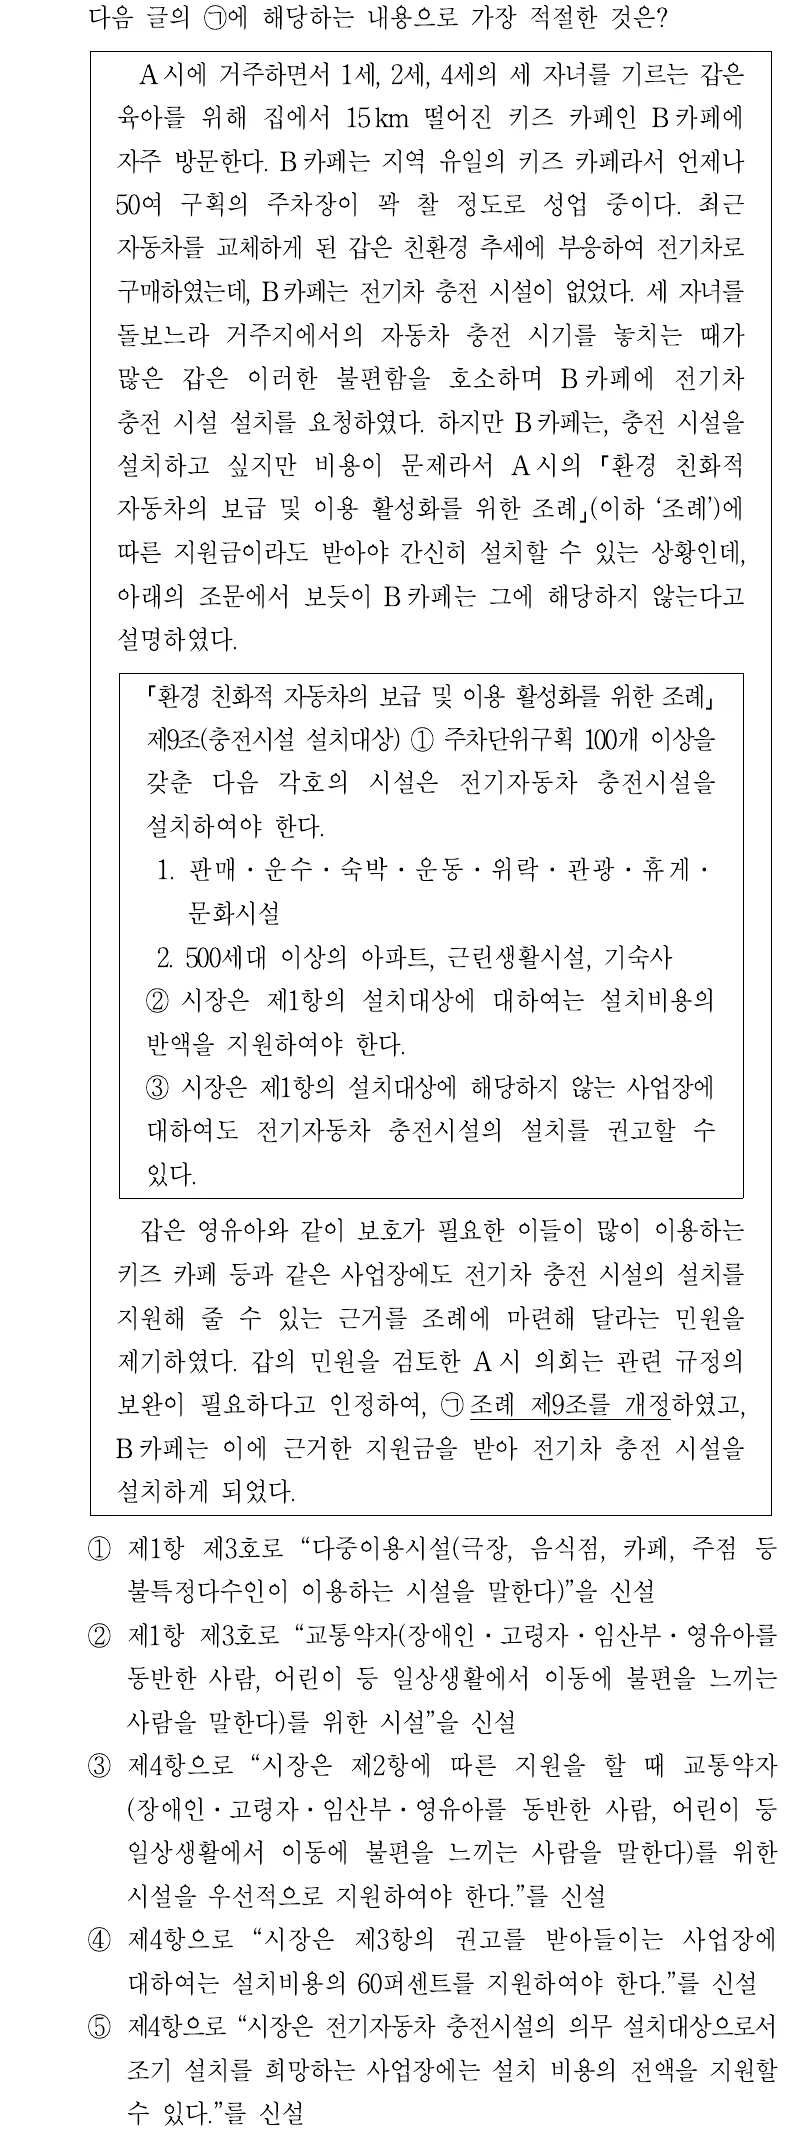 다음 글의 ㉠에 해당하는 내용으로 가장 적절한 것은?
A시에 거주하면서 1세, 2세, 4세의 세 자녀를 기르는 갑은
육아를 위해 집에서 15km 떨어진 키즈 카페인 B카페에
자주 방문한다. B카페는 지역 유일의 키즈 카페라서 언제나
50여 구획의 주차장이 꽉 찰 정도로 성업 중이다. 최근
자동차를 교체하게 된 갑은 친환경 추세에 부응하여 전기차로
구매하였는데, B카페는 전기차 충전 시설이 없었다. 세 자녀를
돌보느라 거주지에서의 자동차 충전 시기를 놓치는 때가
많은 갑은 이러한 불편함을 호소하며 B카페에 전기차
충전 시설 설치를 요청하였다. 하지만 B카페는, 충전 시설을
설치하고 싶지만 비용이 문제라서 A시의 「환경 친화적
자동차의 보급 및 이용 활성화를 위한 조례」(이하 ‘조례’)에
따른 지원금이라도 받아야 간신히 설치할 수 있는 상황인데,
아래의 조문에서 보듯이 B카페는 그에 해당하지 않는다고
설명하였다.
「환경 친화적 자동차의 보급 및 이용 활성화를 위한 조례」
제9조(충전시설 설치대상) ① 주차단위구획 100개 이상을
갖춘 다음 각호의 시설은 전기자동차 충전시설을
설치하여야 한다.
1. 판매·운수·숙박·운동·위락·관광·휴게·
문화시설
2. 500세대 이상의 아파트, 근린생활시설, 기숙사
② 시장은 제1항의 설치대상에 대하여는 설치비용의
반액을 지원하여야 한다.
③ 시장은 제1항의 설치대상에 해당하지 않는 사업장에
대하여도 전기자동차 충전시설의 설치를 권고할 수
있다.
갑은 영유아와 같이 보호가 필요한 이들이 많이 이용하는
키즈 카페 등과 같은 사업장에도 전기차 충전 시설의 설치를
지원해 줄 수 있는 근거를 조례에 마련해 달라는 민원을
제기하였다. 갑의 민원을 검토한 A시 의회는 관련 규정의
보완이 필요하다고 인정하여, ㉠조례 제9조를 개정하였고,
B카페는 이에 근거한 지원금을 받아 전기차 충전 시설을
설치하게 되었다.
① 제1항 제3호로 “다중이용시설(극장, 음식점, 카페, 주점 등
불특정다수인이 이용하는 시설을 말한다)”을 신설
② 제1항 제3호로 “교통약자(장애인·고령자·임산부·영유아를
동반한 사람, 어린이 등 일상생활에서 이동에 불편을 느끼는
사람을 말한다)를 위한 시설”을 신설
③ 제4항으로 “시장은 제2항에 따른 지원을 할 때 교통약자
(장애인·고령자·임산부·영유아를 동반한 사람, 어린이 등
일상생활에서 이동에 불편을 느끼는 사람을 말한다)를 위한
시설을 우선적으로 지원하여야 한다.”를 신설
④ 제4항으로 “시장은 제3항의 권고를 받아들이는 사업장에
대하여는 설치비용의 60퍼센트를 지원하여야 한다.”를 신설
⑤ 제4항으로 “시장은 전기자동차 충전시설의 의무 설치대상으로서
조기 설치를 희망하는 사업장에는 설치 비용의 전액을 지원할
수 있다.”를 신설